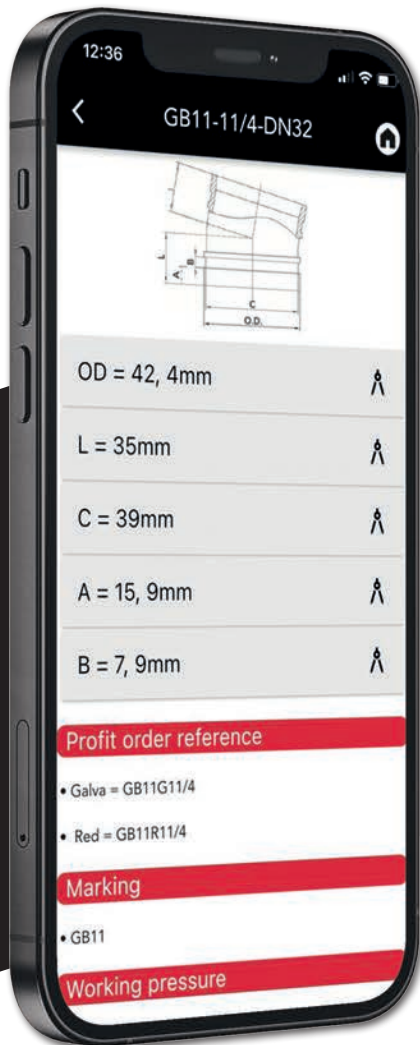 12:36
GB11-11/4-DN32
L
L
A
B
C
O.D.
OD = 42, 4mm
L = 35mm
C = 39mm
A = 15, 9mm
B = 7, 9mm
Profit order reference
• Galva = GB11G11/4
• Red = GB11R11/4
Marking
• GB11
Working pressure